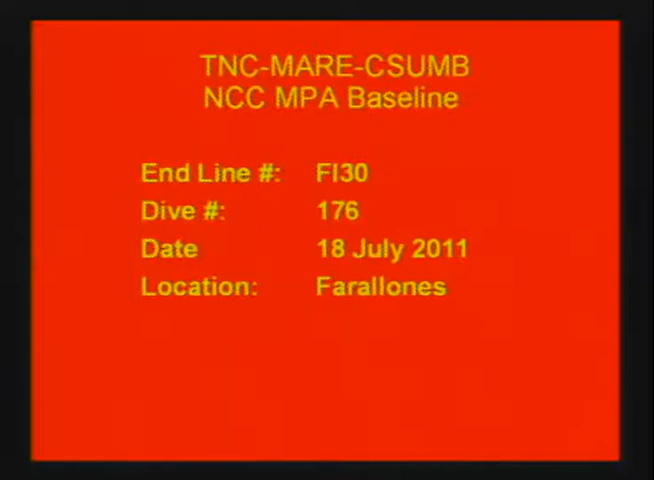 TNC-MARE-CSUMB
NCC MPA Baseline
End Line #: FI30
Dive #: 176
Date 18 July 2011
Location: Farallones